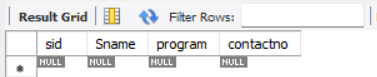 Result Grid Filter Rows:
sid Sname program contactno
NULL NULL NULL NULL